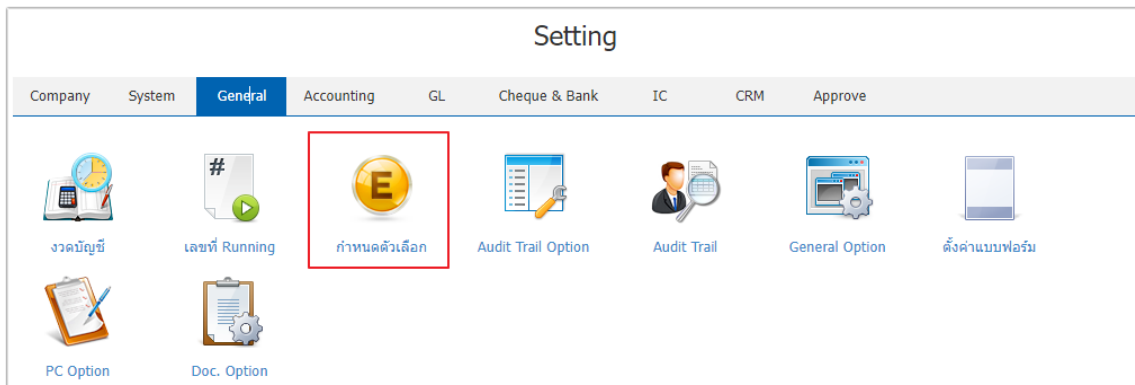 Setting
Company System General Accounting GL Cheque & Bank IC CRM Approve
#
E
งวดบัญชี เลขที่ Running กำหนดตัวเลือก Audit Trail Option Audit Trail General Option ตั้งค่าแบบฟอร์ม
PC Option Doc. Option